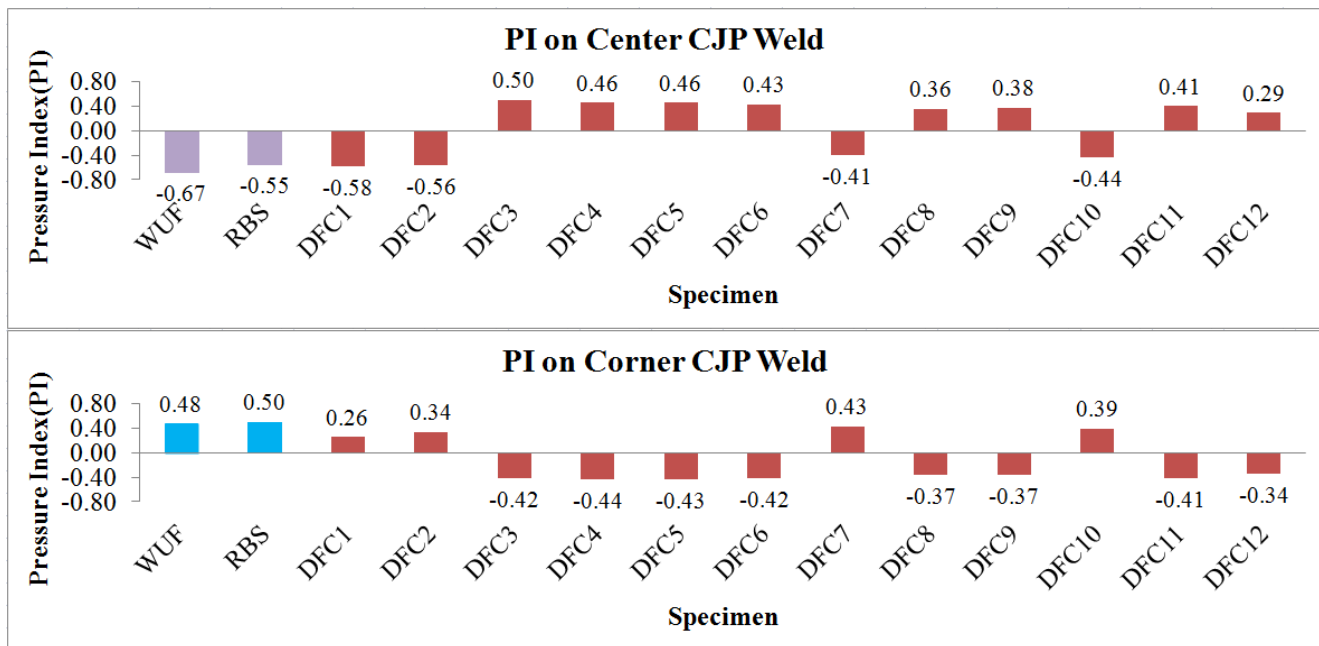 PI on Center CJP Weld
Pressure Index(PI)
0.80
0.40
0.00
-0.40
-0.80
-0.67
-0.55
-0.58
-0.56
0.50
0.46
0.46
0.43
-0.41
0.36
0.38
-0.44
0.41
0.29
WUF
RBS
DFC1
DFC2
DFC3
DFC4
DFC5
DFC6
DFC7
DFC8
DFC9
DFC10
DFC11
DFC12
Specimen
PI on Corner CJP Weld
Pressure Index(PI)
0.80
0.40
0.00
-0.40
-0.80
0.48
0.50
0.26
0.34
-0.42
-0.44
-0.43
-0.42
0.43
-0.37
-0.37
0.39
-0.41
-0.34
WUF
RBS
DFC1
DFC2
DFC3
DFC4
DFC5
DFC6
DFC7
DFC8
DFC9
DFC10
DFC11
DFC12
Specimen